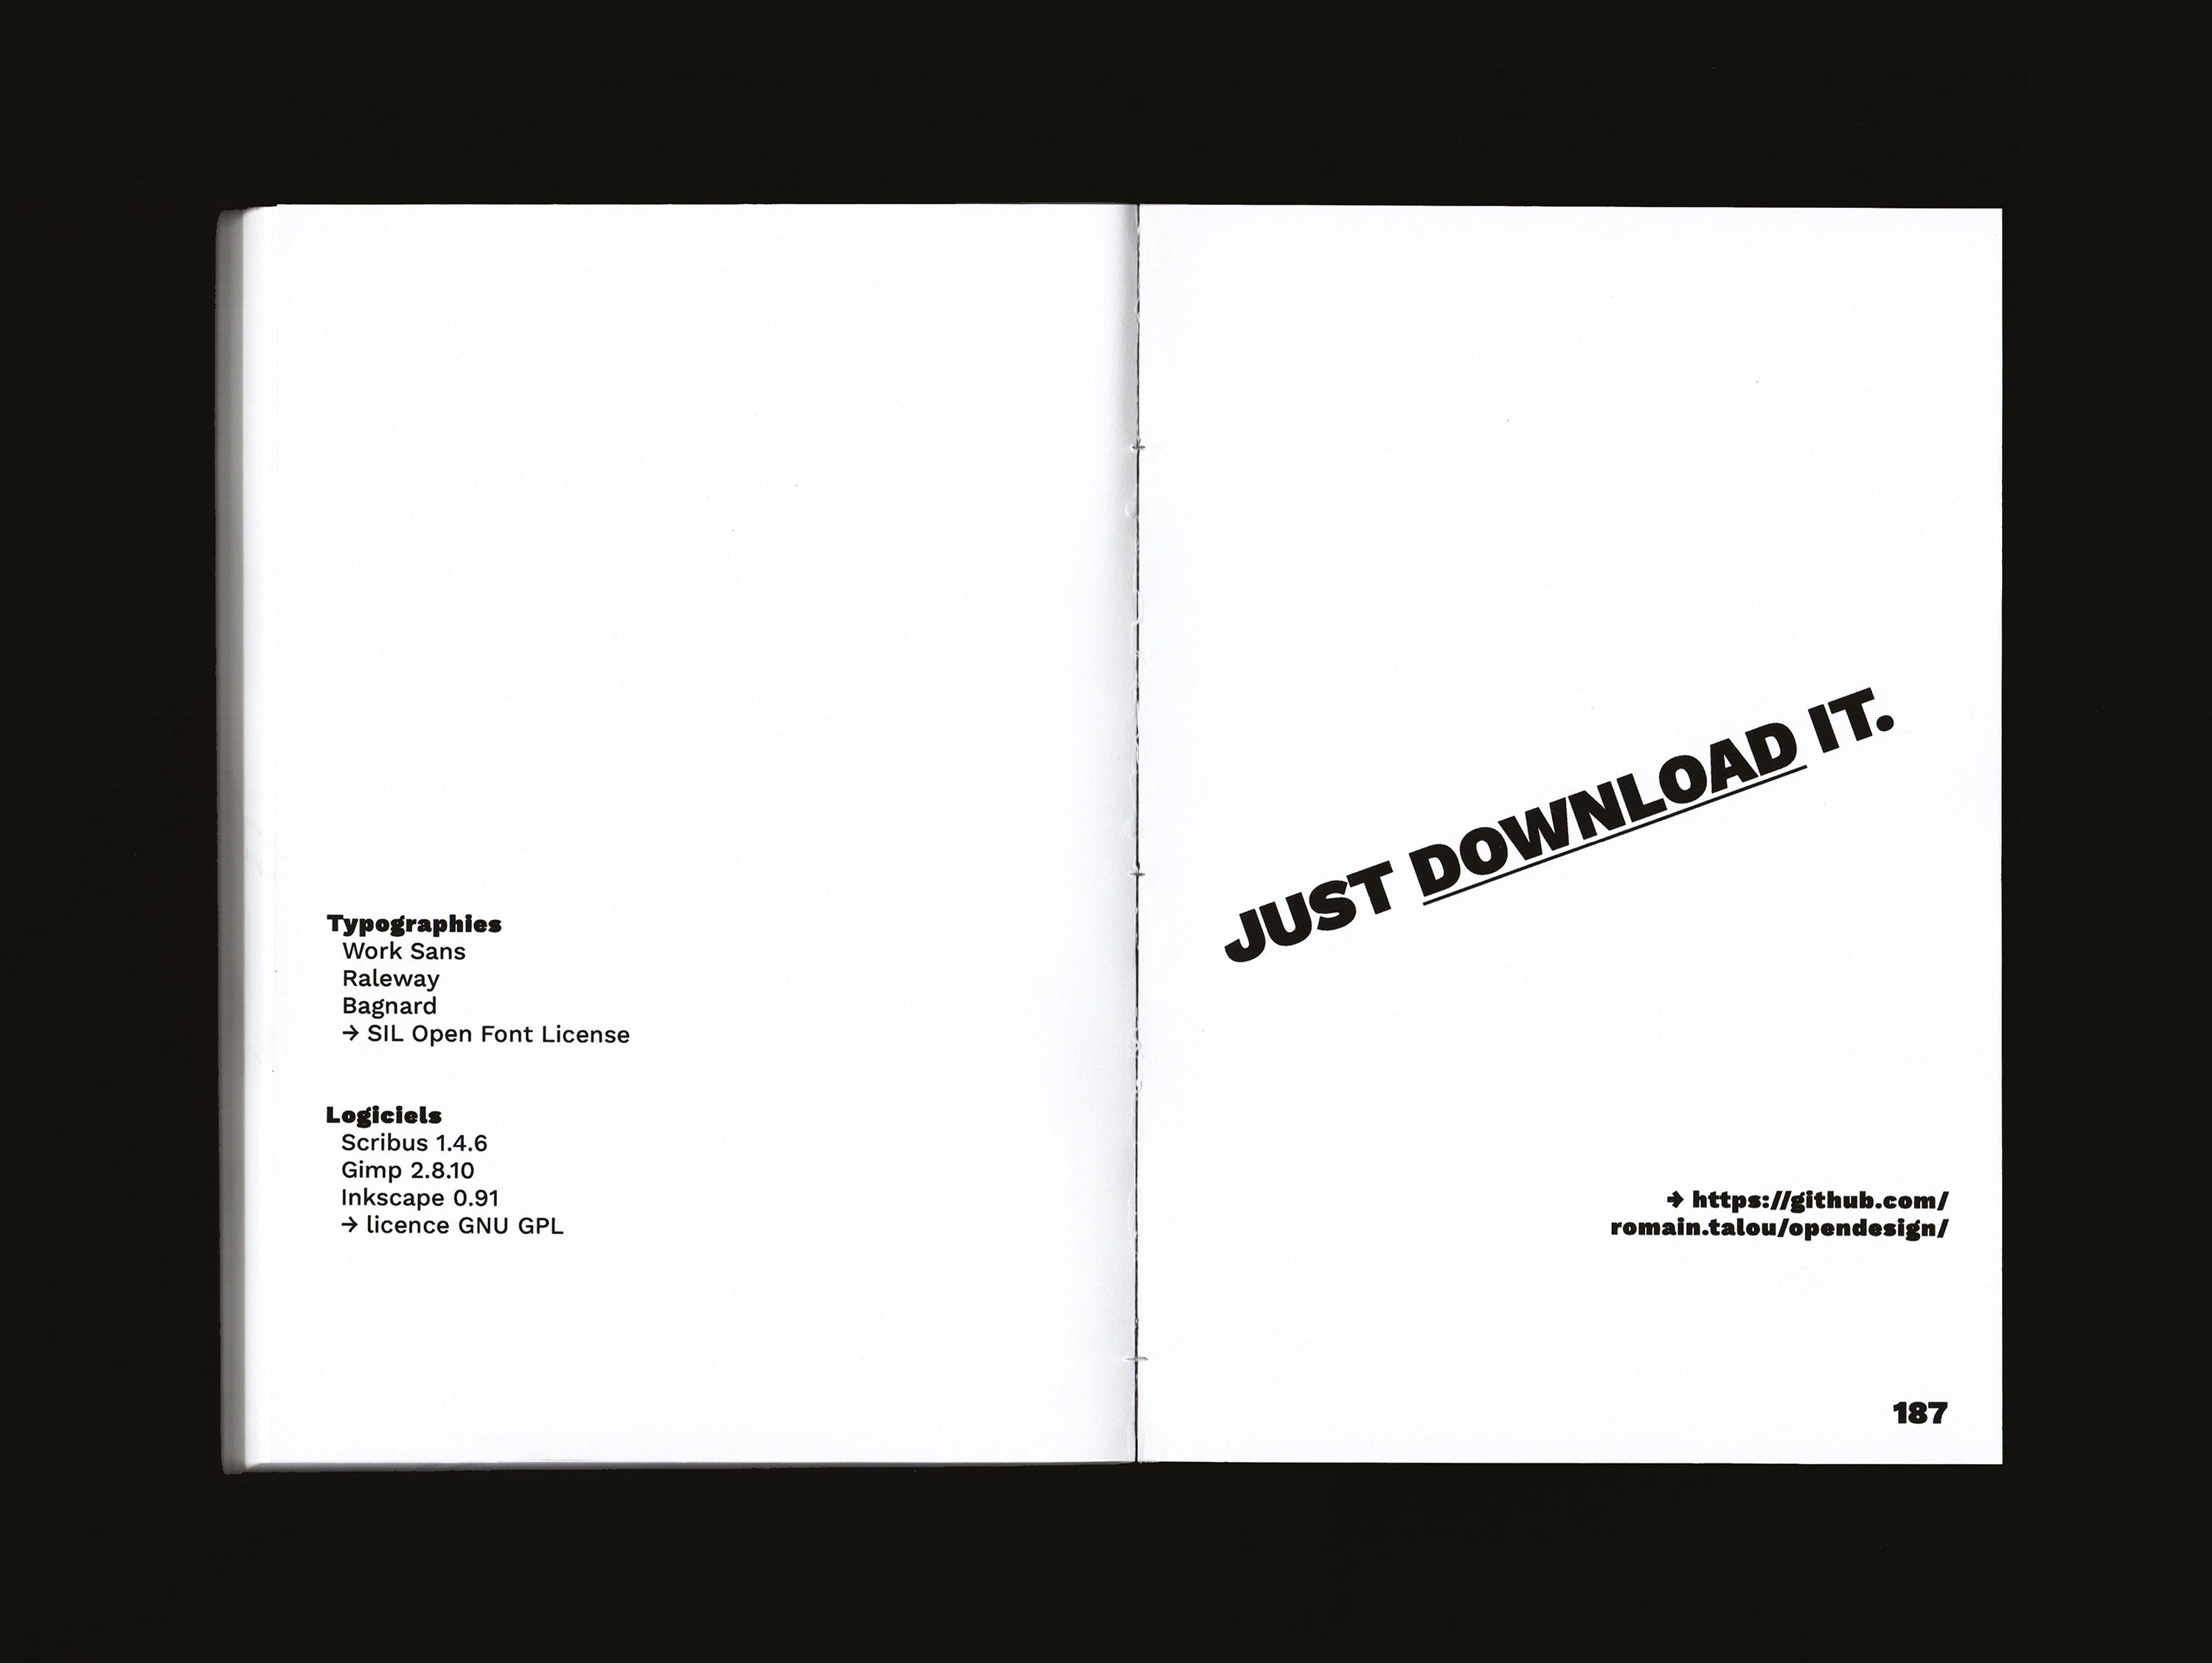 Typographies
Work Sans
Raleway
Bagnard
→ SIL Open Font License
Logiciels
Scribus 1.4.6
Gimp 2.8.10
Inkscape 0.91
→ licence GNU GPL
JUST DOWNLOAD IT.
→ https://github.com/
romain.talou/opendesign/
187